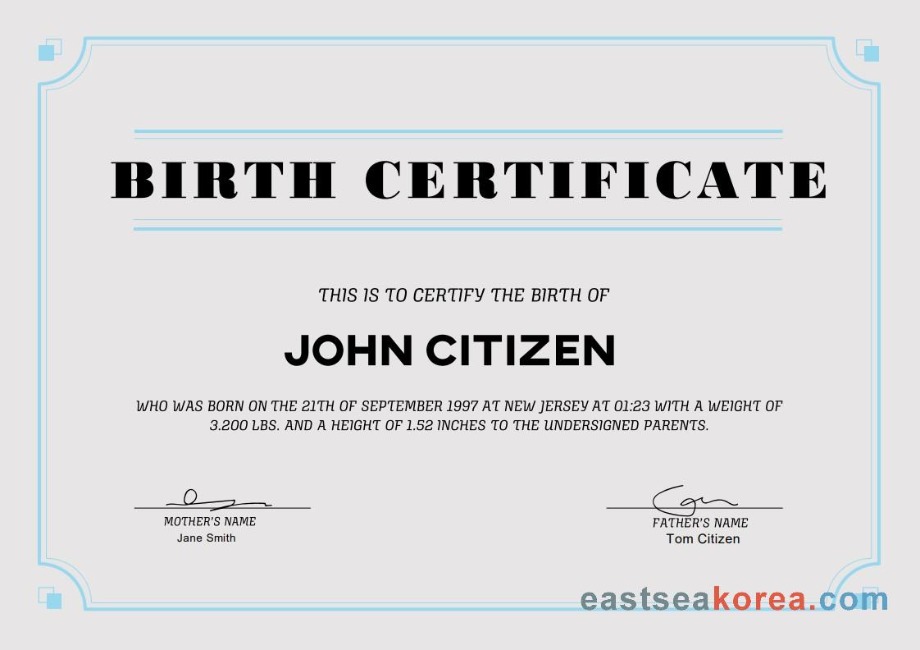 BIRTH CERTIFICATE
THIS IS TO CERTIFY THE BIRTH OF
JOHN CITIZEN
WHO WAS BORN ON THE 21TH OF SEPTEMBER 1997 AT NEW JERSEY AT 01:23 WITH A WEIGHT OF
3.200 LBS. AND A HEIGHT OF 1.52 INCHES TO THE UNDERSIGNED PARENTS.
MOTHER'S NAME
Jane Smith
FATHER'S NAME
Tom Citizen
eastseakorea.com